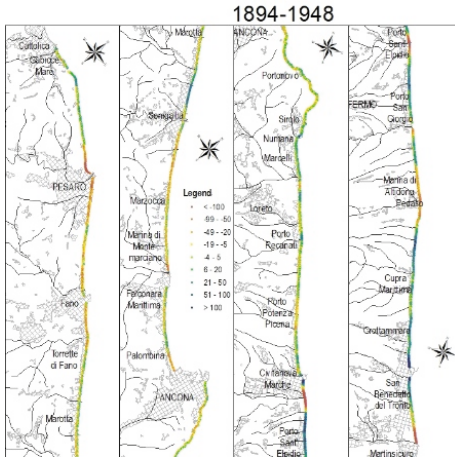 1894-1948
Cattolica
Gabicce
Mare
PESARO
Fano
Torrette
di Fano
Marotta
Marotta
Senigallia
Marzocca
Marina di
Monte-
marciano
Falconara
Marittima
Palombina
ANCONA
Legend
< -100
-99 - -50
-49 - -20
-19 - -5
-4 - 5
6 - 20
21 - 50
51 - 100
> 100
ANCONA
Portonovo
Sirolo
Numana
Marcelli
Loreto
Porto
Recanati
Porto
Potenza
Picena
Civitanova
Marche
Porto
Sant'
Elpidio
Porto
Sant'
Elpidio
FERMO
Porto
San
Giorgio
Marina di
Altidona
Pedaso
Cupra
Marittima
Grottammare
San
Benedetto
del Tronto
Martinsicuro